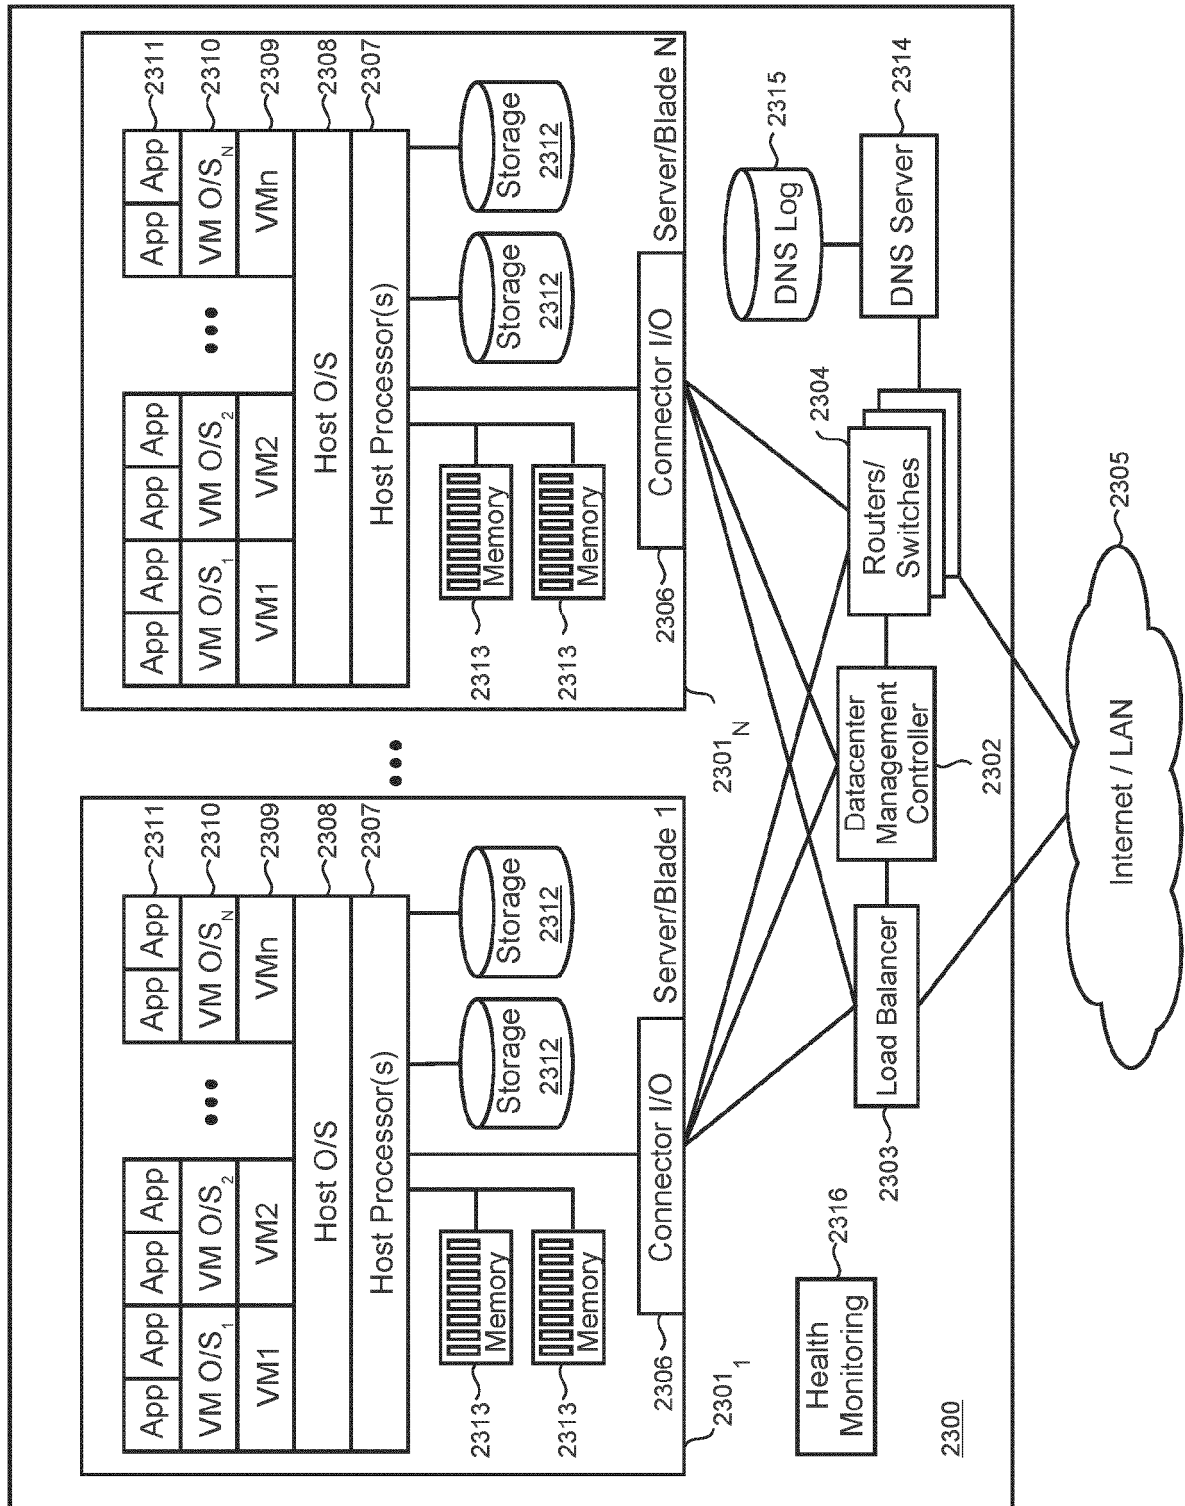 App App App App App App 2311
VM O/S1 VM O/S2 ••• VM O/SN 2310
VM1 VM2 VMn 2309
Host O/S 2308
Host Processor(s) 2307
2313 Memory
2313 Memory
Storage
2312
Storage
2312
2306 Connector I/O
Server/Blade 1
23011
•••
App App App App App App 2311
VM O/S1 VM O/S2 ••• VM O/SN 2310
VM1 VM2 VMn 2309
Host O/S 2308
Host Processor(s) 2307
2313 Memory
2313 Memory
Storage
2312
Storage
2312
2306 Connector I/O
Server/Blade N
2301N
Health
Monitoring
2316
2303
Load Balancer
Datacenter
Management
Controller
2302
Routers/
Switches
2304
DNS Log
2315
DNS Server
2314
2300
Internet / LAN
2305